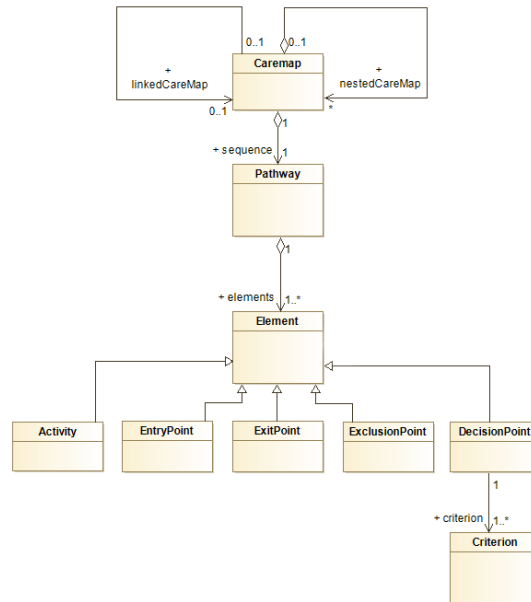 0..1
0..1
Caremap
+
linkedCareMap
+
nestedCareMap
0..1
*
1
+ sequence
1
Pathway
1
+ elements
1..*
Element
Activity
EntryPoint
ExitPoint
ExclusionPoint
DecisionPoint
1
+ criterion
1..*
Criterion